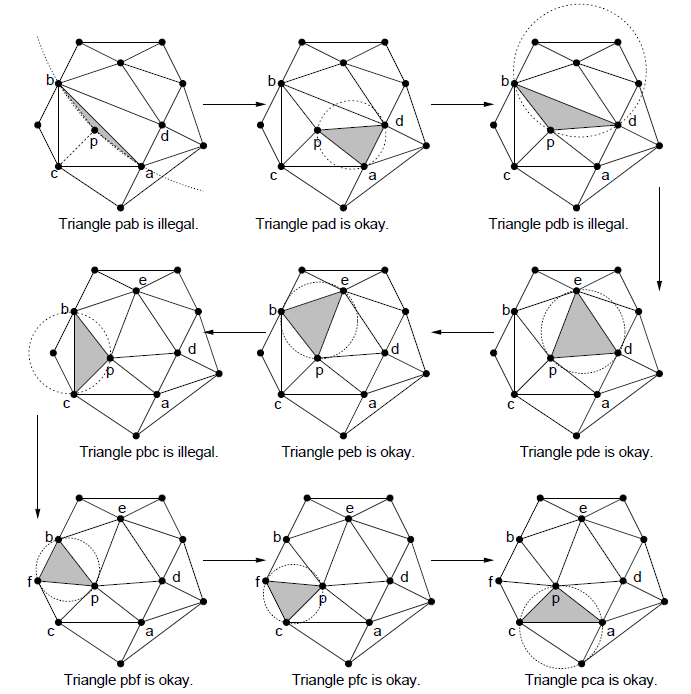 b
d
p
c
a
Triangle pab is illegal.
b
d
p
c
a
Triangle pad is okay.
b
d
p
c
a
Triangle pdb is illegal.
e
b
d
p
c
a
Triangle pbc is illegal.
e
b
d
p
c
a
Triangle peb is okay.
e
b
d
p
c
a
Triangle pde is okay.
e
b
f
d
p
c
a
Triangle pbf is okay.
e
b
f
d
p
c
a
Triangle pfc is okay.
e
b
f
d
p
c
a
Triangle pca is okay.